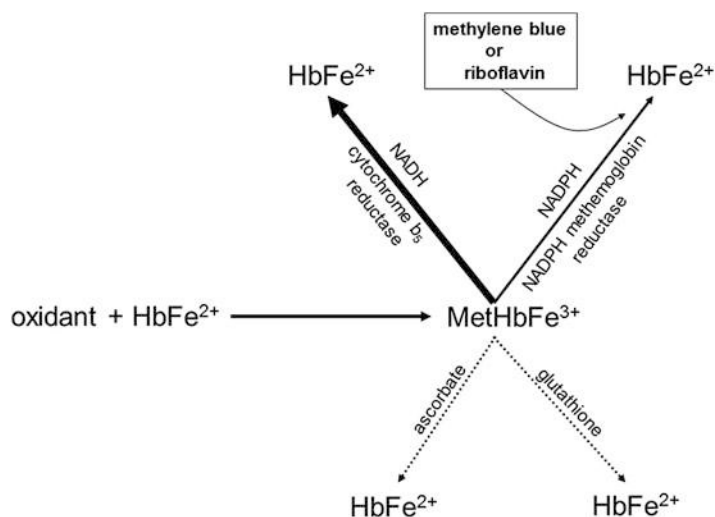 methylene blue
or
riboflavin
HbFe²⁺
HbFe²⁺
NADH
cytochrome b₅
reductase
NADPH
NADPH methemoglobin
reductase
oxidant + HbFe²⁺
MetHbFe³⁺
ascorbate
glutathione
HbFe²⁺
HbFe²⁺